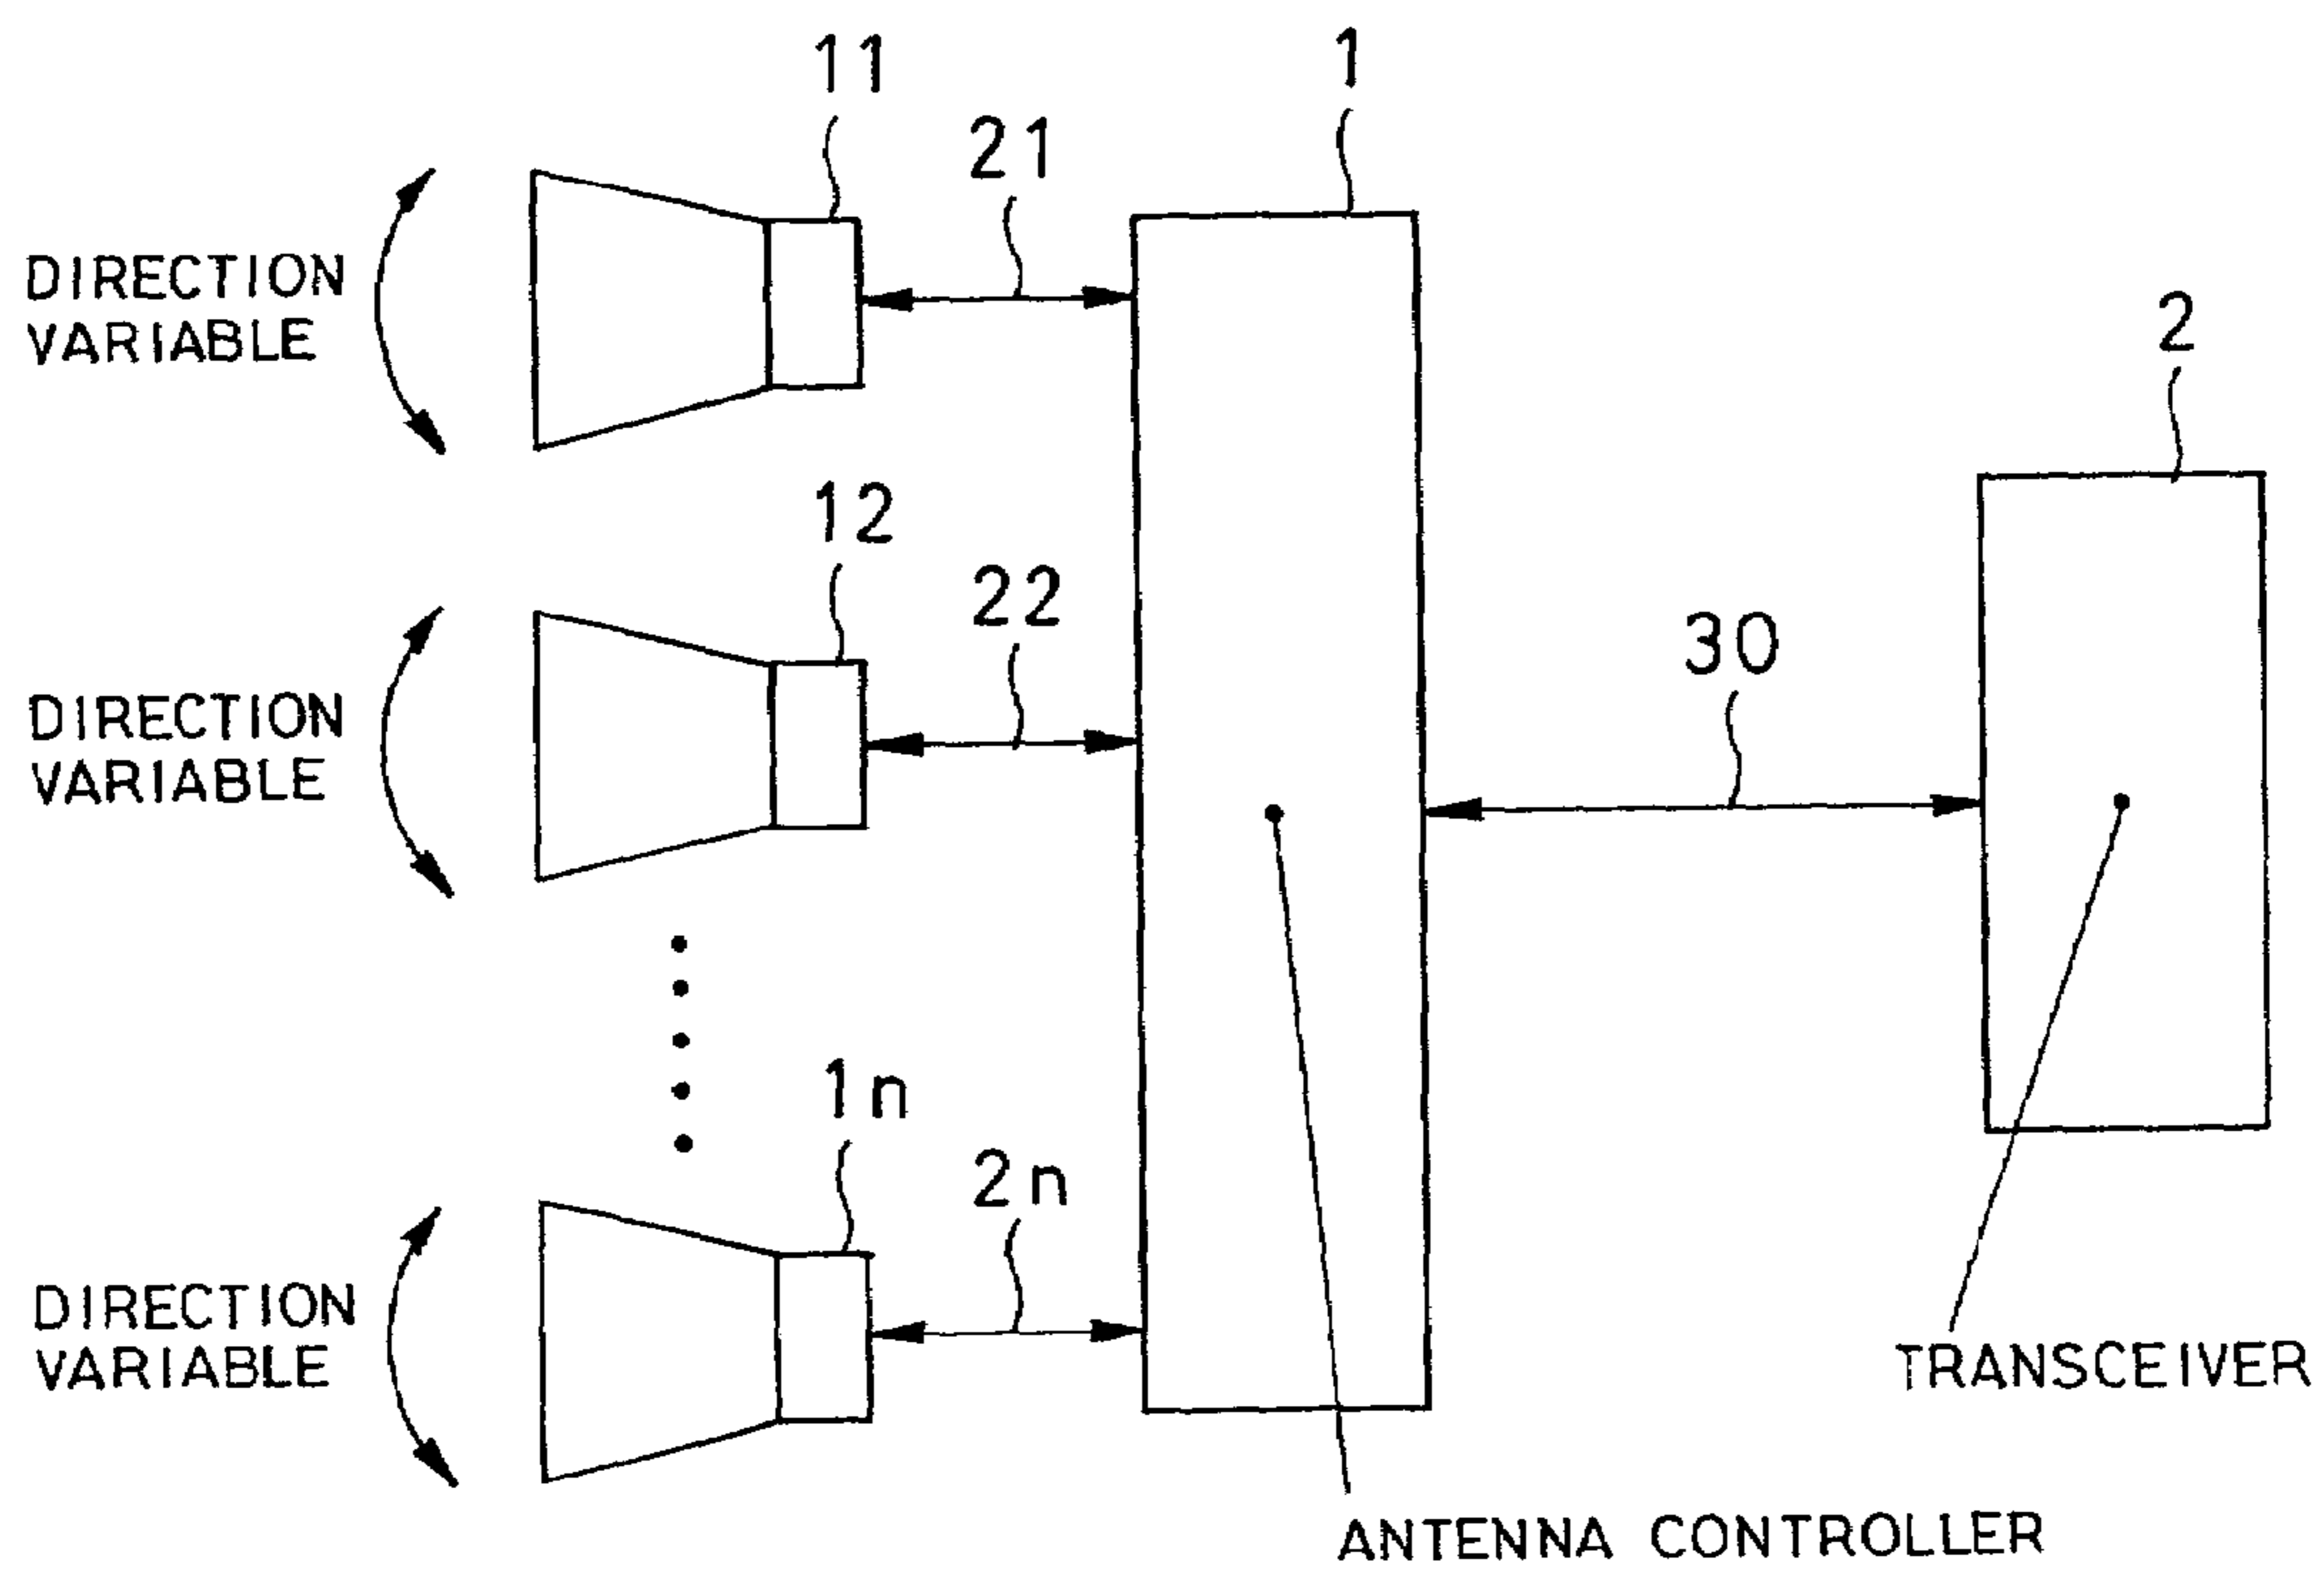 11
1
21
DIRECTION
VARIABLE
2
12
22
30
DIRECTION
VARIABLE
1n
2n
DIRECTION
VARIABLE
TRANSCEIVER
ANTENNA CONTROLLER